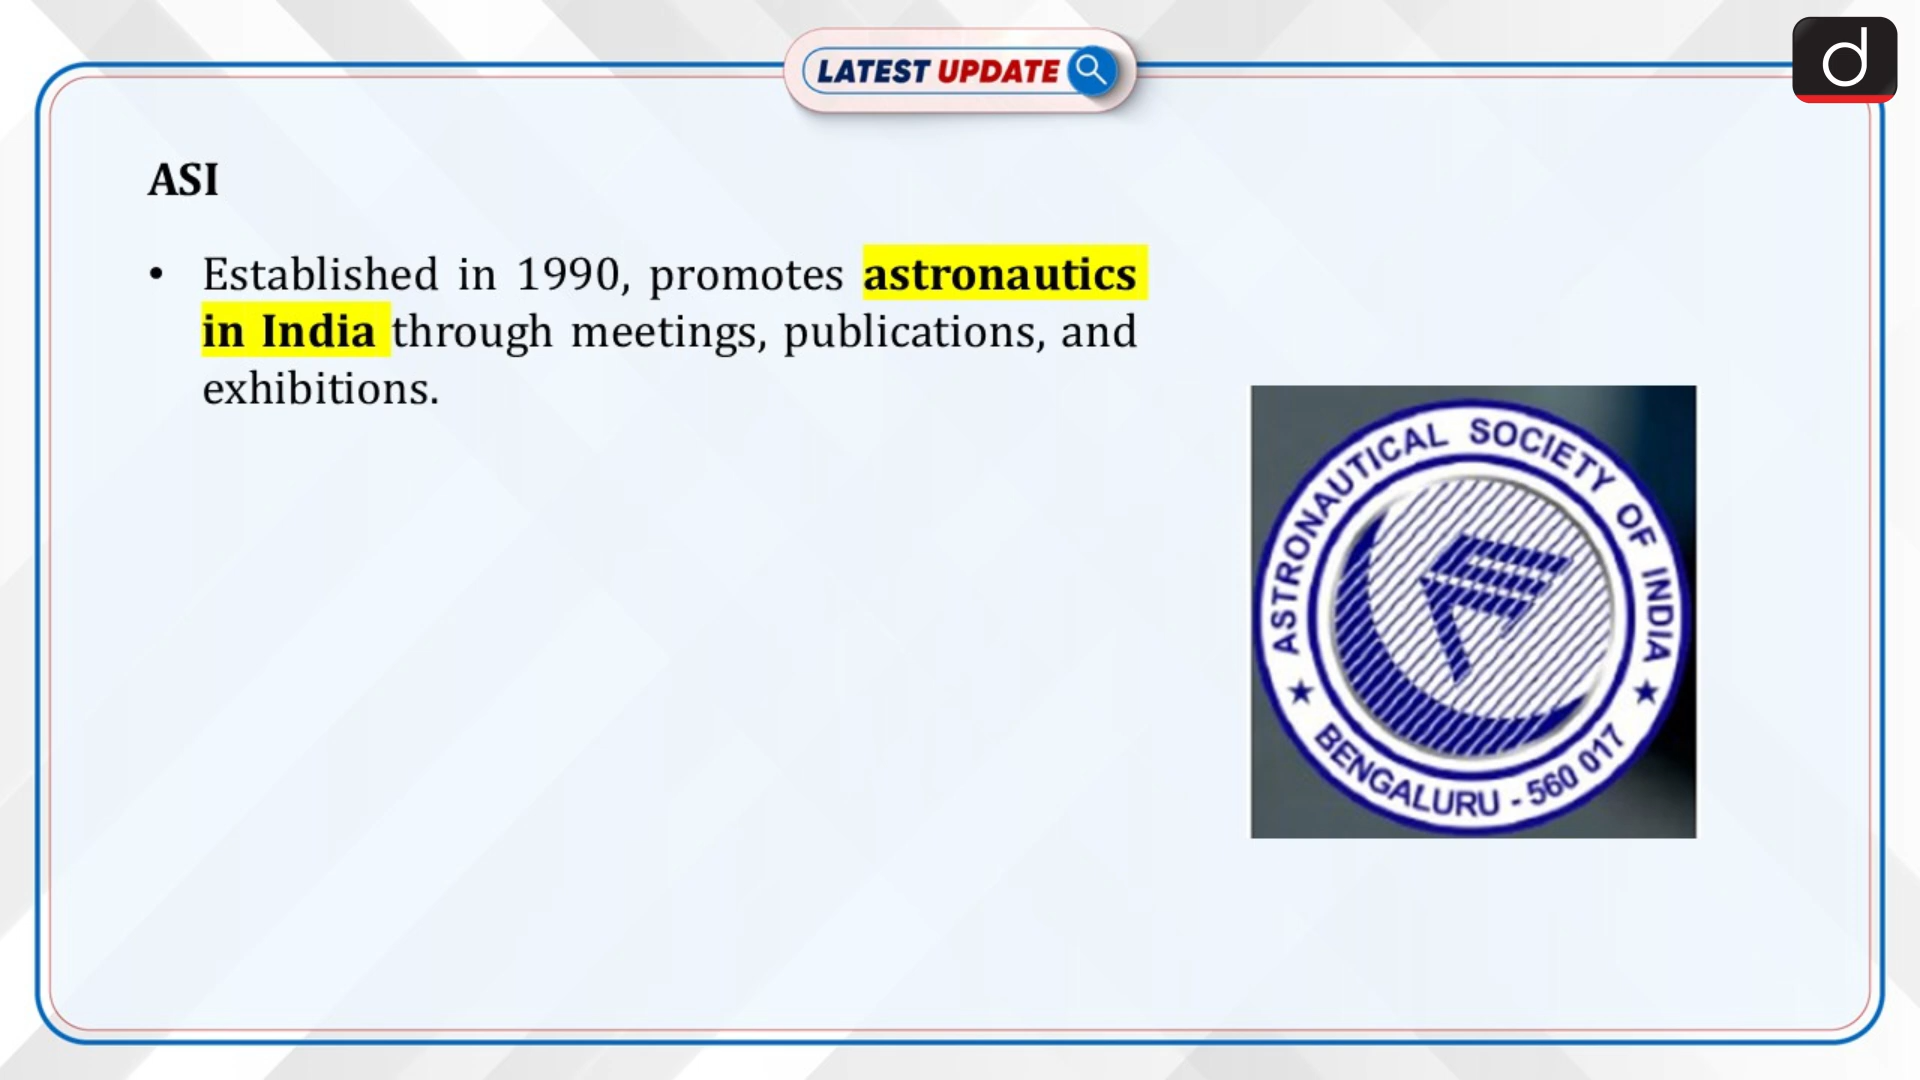 LATEST UPDATE
d
ASI
• Established in 1990, promotes astronautics
in India through meetings, publications, and
exhibitions.
ASTRONAUTICAL SOCIETY OF INDIA
★ BENGALURU - 560 017 ★